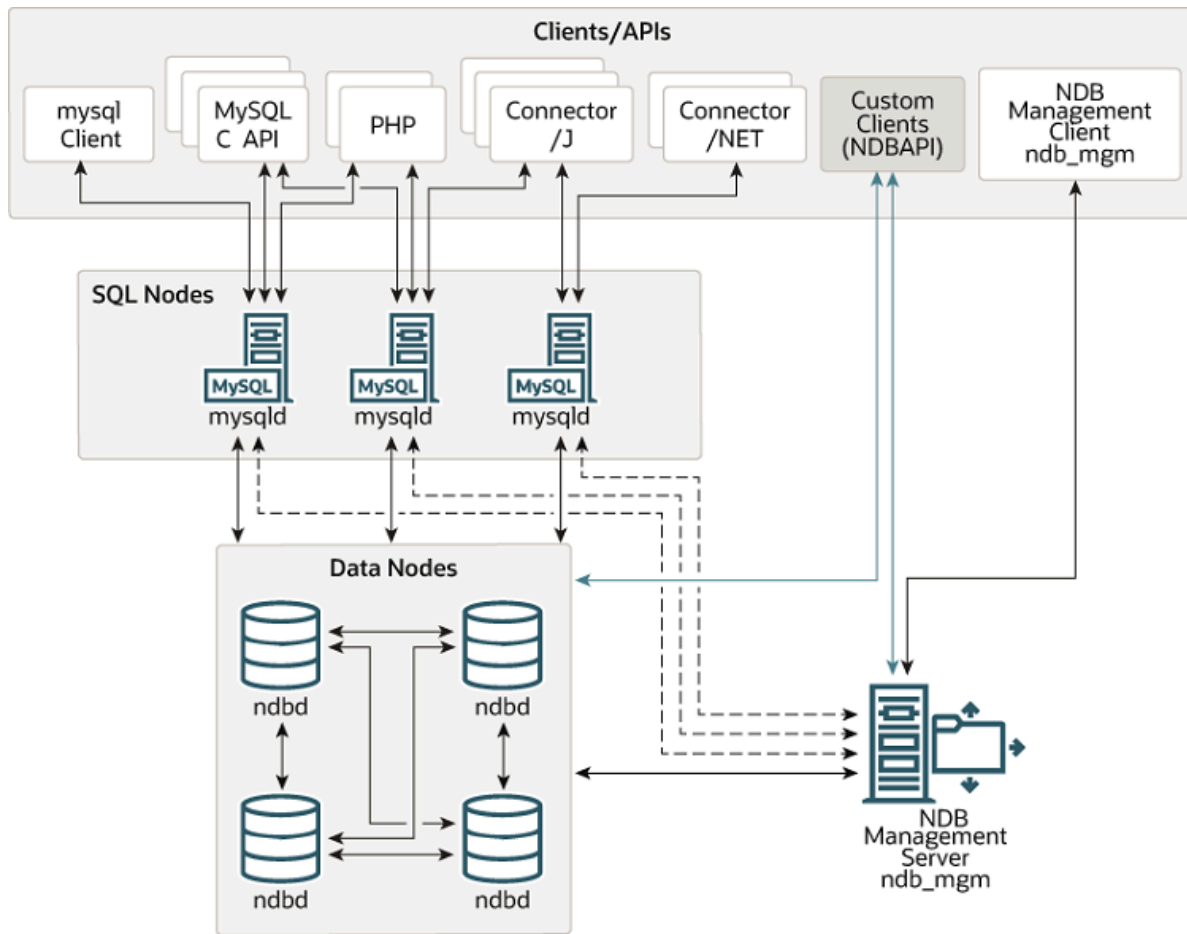 Clients/APIs
mysql
Client
MySQL
C API
PHP
Connector
/J
Connector
/NET
Custom
Clients
(NDBAPI)
NDB
Management
Client
ndb_mgm
SQL Nodes
MySQL
mysqld
MySQL
mysqld
MySQL
mysqld
Data Nodes
ndbd
ndbd
ndbd
ndbd
NDB
Management
Server
ndb_mgm